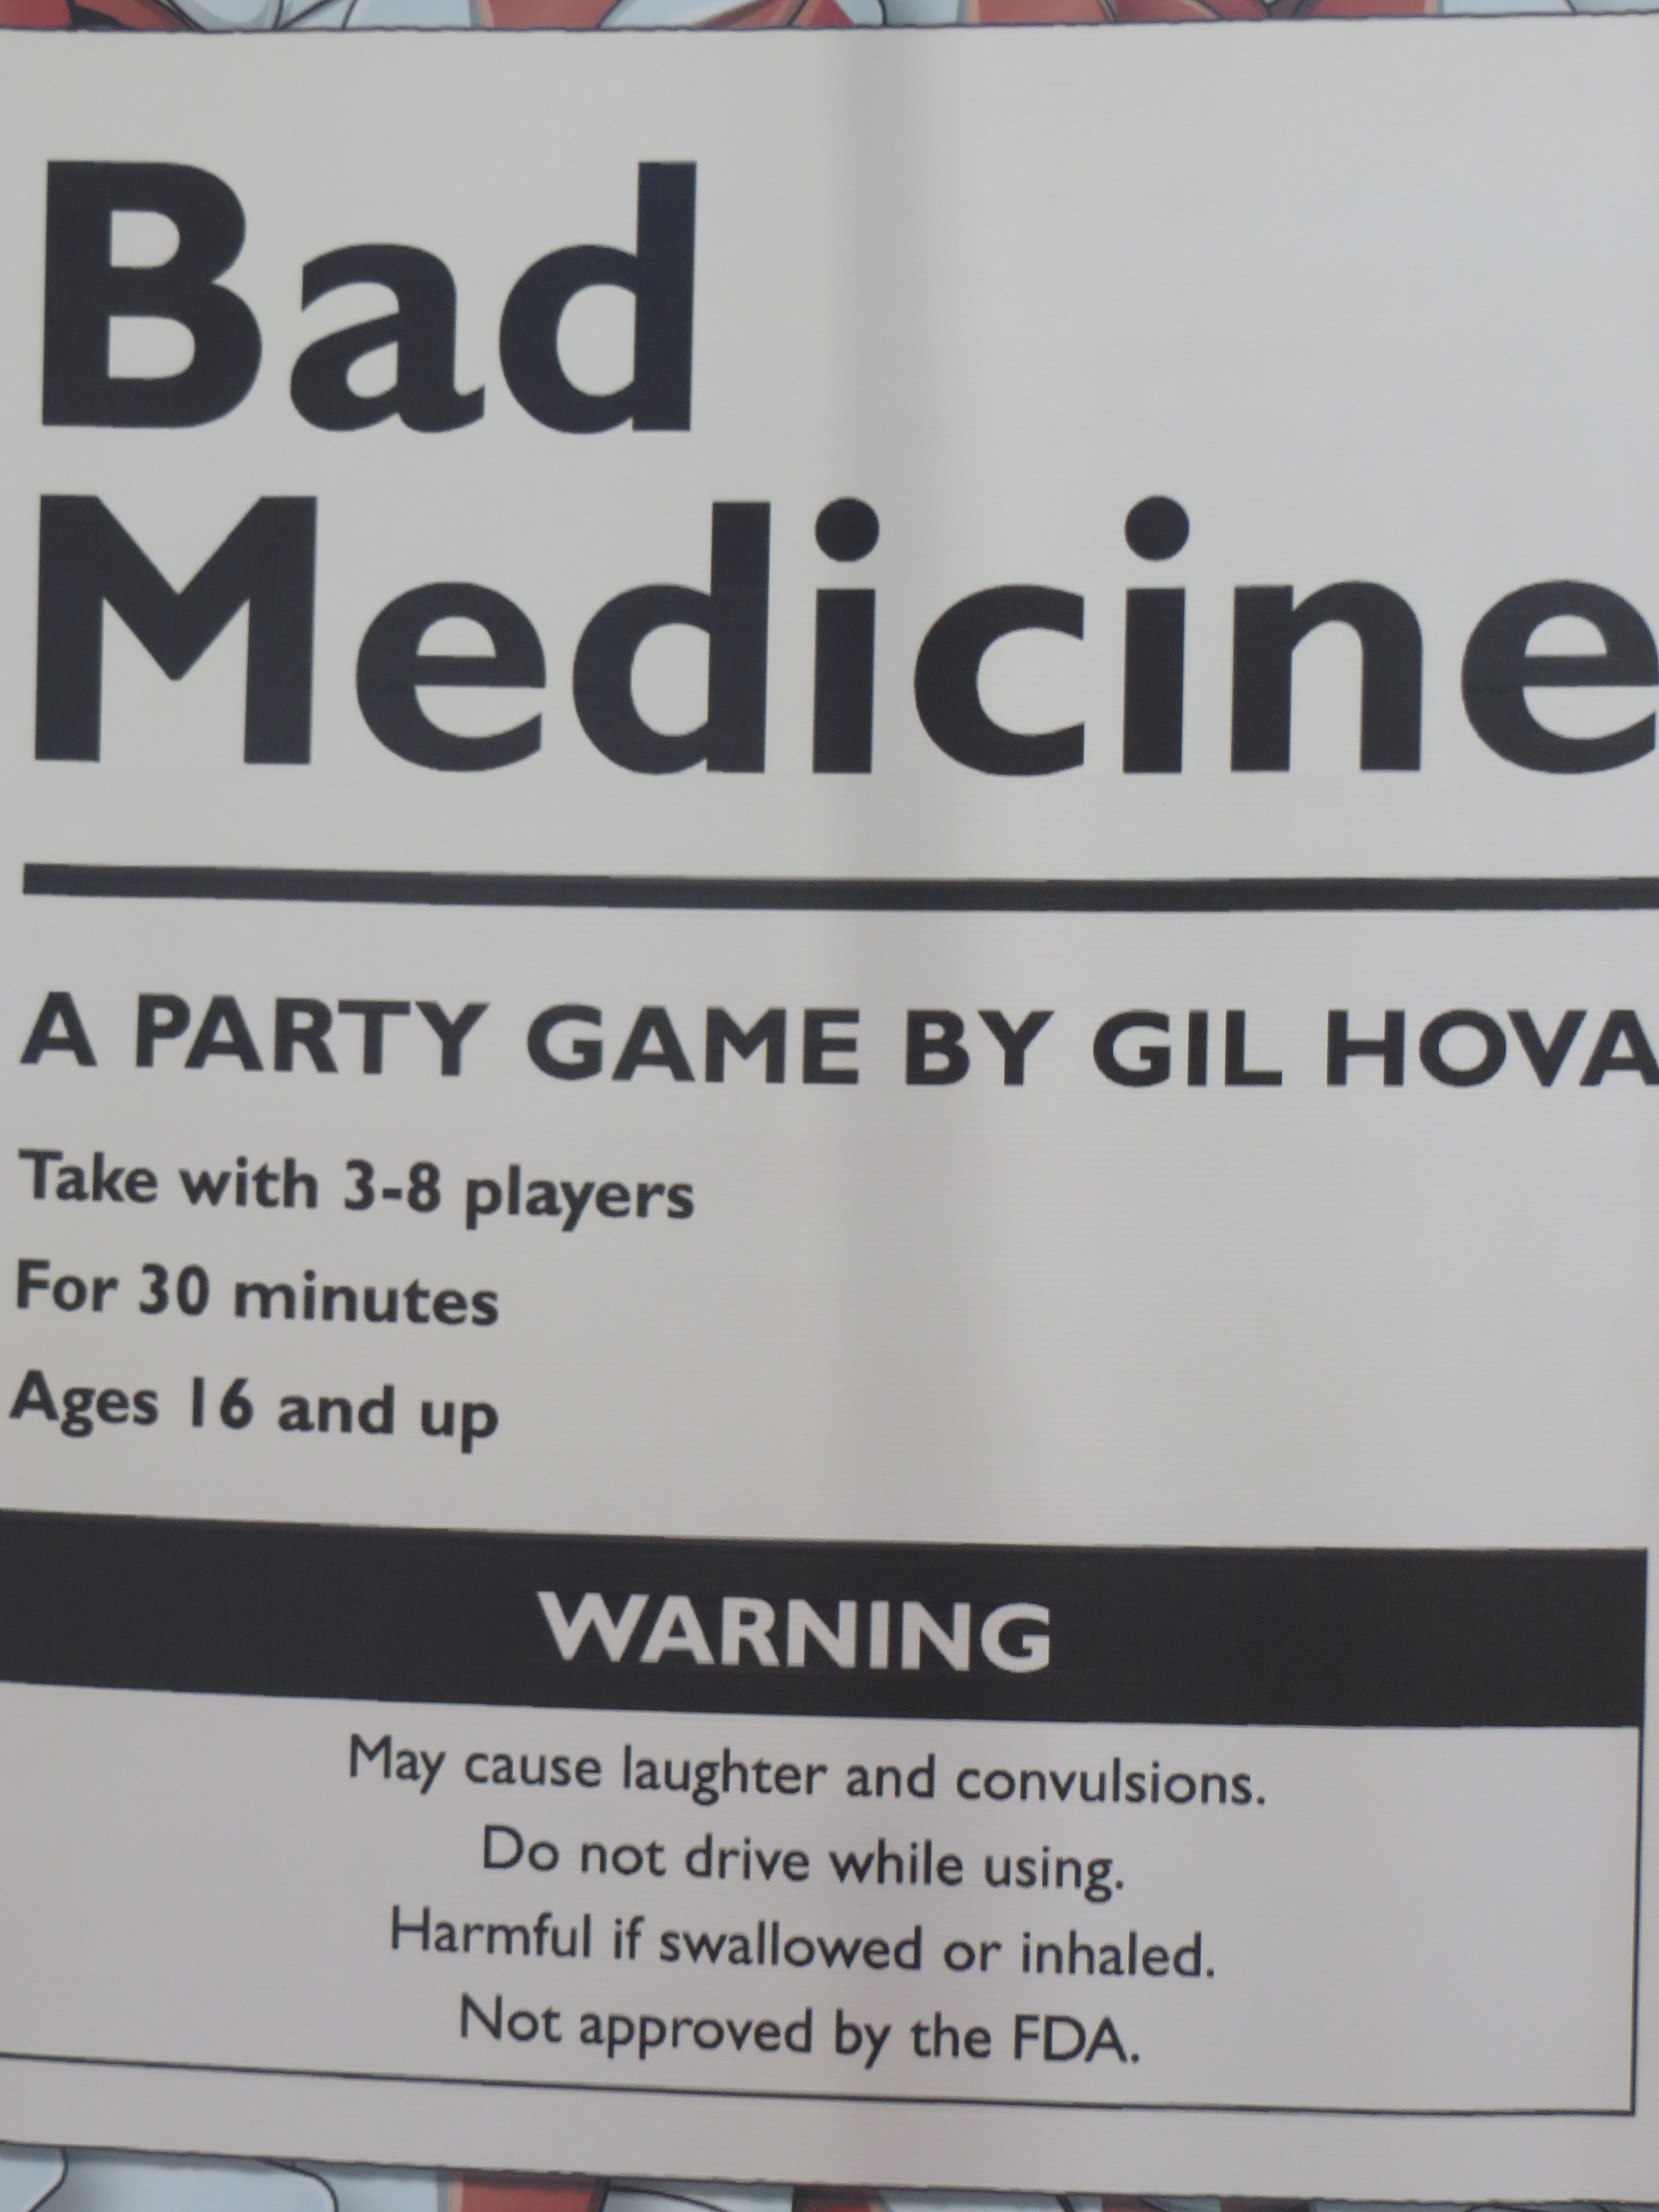 Bad
Medicine
A PARTY GAME BY GIL HOVA
Take with 3-8 players
For 30 minutes
Ages 16 and up
WARNING
May cause laughter and convulsions.
Do not drive while using.
Harmful if swallowed or inhaled.
Not approved by the FDA.